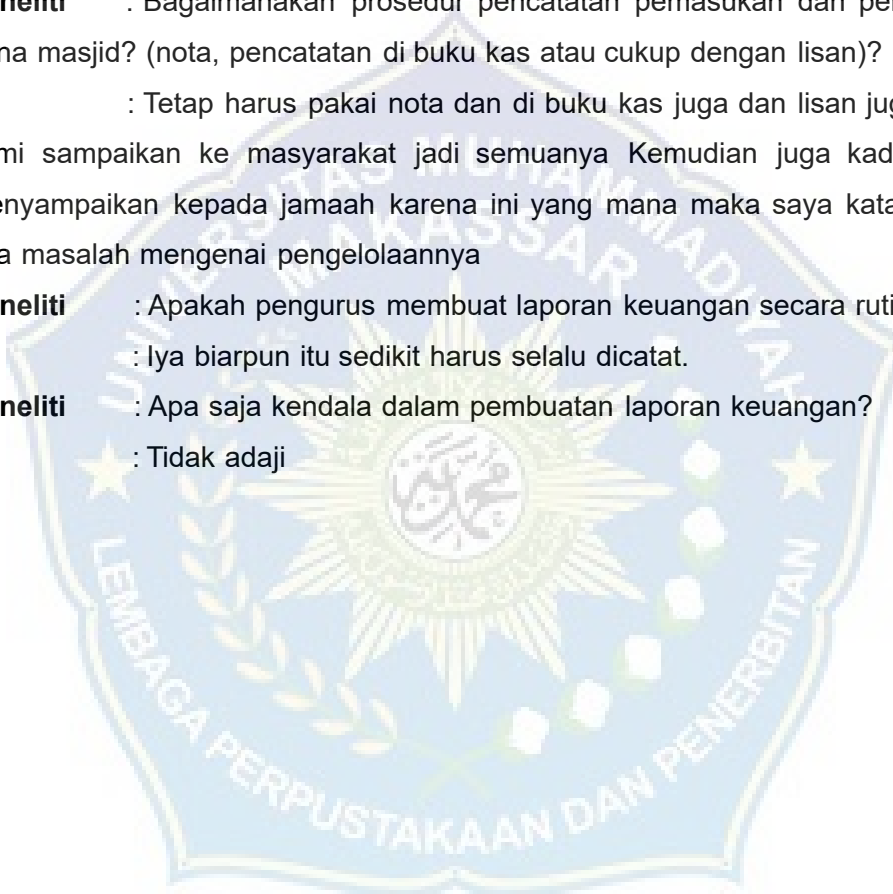 neliti : Bagaimanakah prosedur pencatatan pemasukan dan pe
na masjid? (nota, pencatatan di buku kas atau cukup dengan lisan)?
: Tetap harus pakai nota dan di buku kas juga dan lisan jug
mi sampaikan ke masyarakat jadi semuanya Kemudian juga kad
enyampaikan kepada jamaah karena ini yang mana maka saya kata
a masalah mengenai pengelolaannya
neliti : Apakah pengurus membuat laporan keuangan secara ruti
: Iya biarpun itu sedikit harus selalu dicatat.
neliti : Apa saja kendala dalam pembuatan laporan keuangan?
: Tidak adaji
UNIVERSITAS MUHAMMADIYAH
MAKASSAR
LEMBAGA PERPUSTAKAAN DAN PENERBITAN